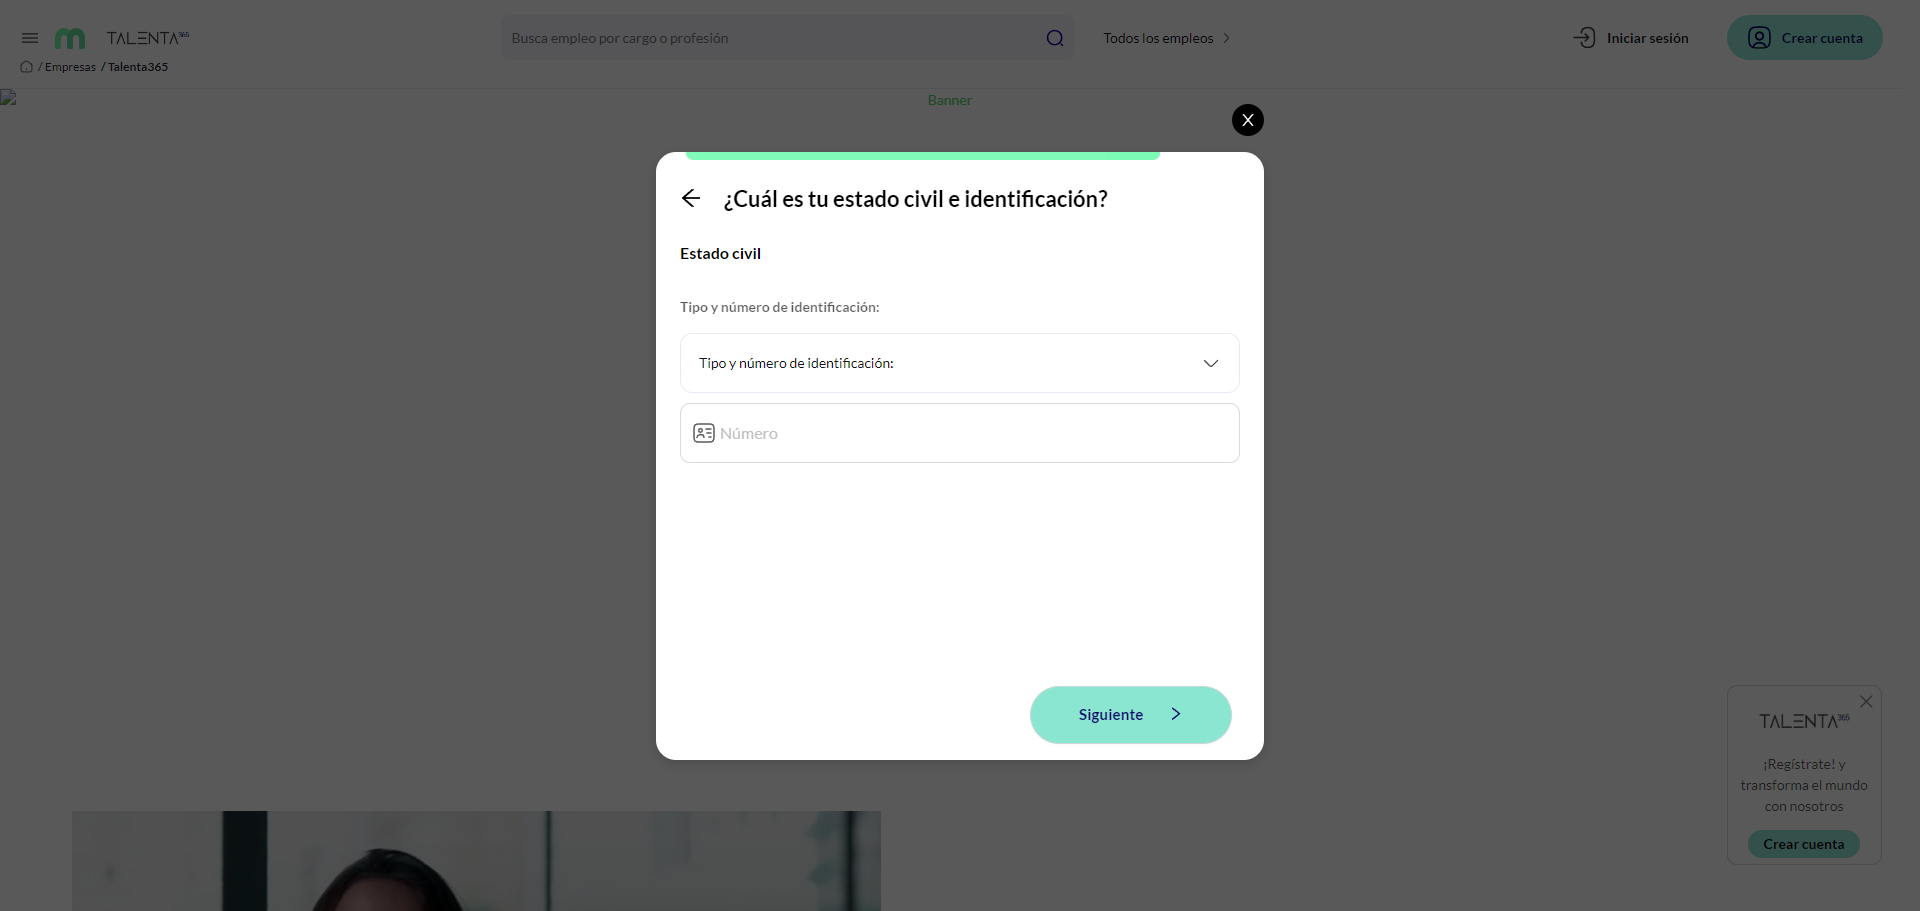 TALENTA365
Busca empleo por cargo o profesión
Todos los empleos
Iniciar sesión
Crear cuenta
/ Empresas / Talenta365
Banner
X
¿Cuál es tu estado civil e identificación?
Estado civil
Tipo y número de identificación:
Tipo y número de identificación:
Número
Siguiente
TALENTA365
¡Regístrate! y
transforma el mundo
con nosotros
Crear cuenta